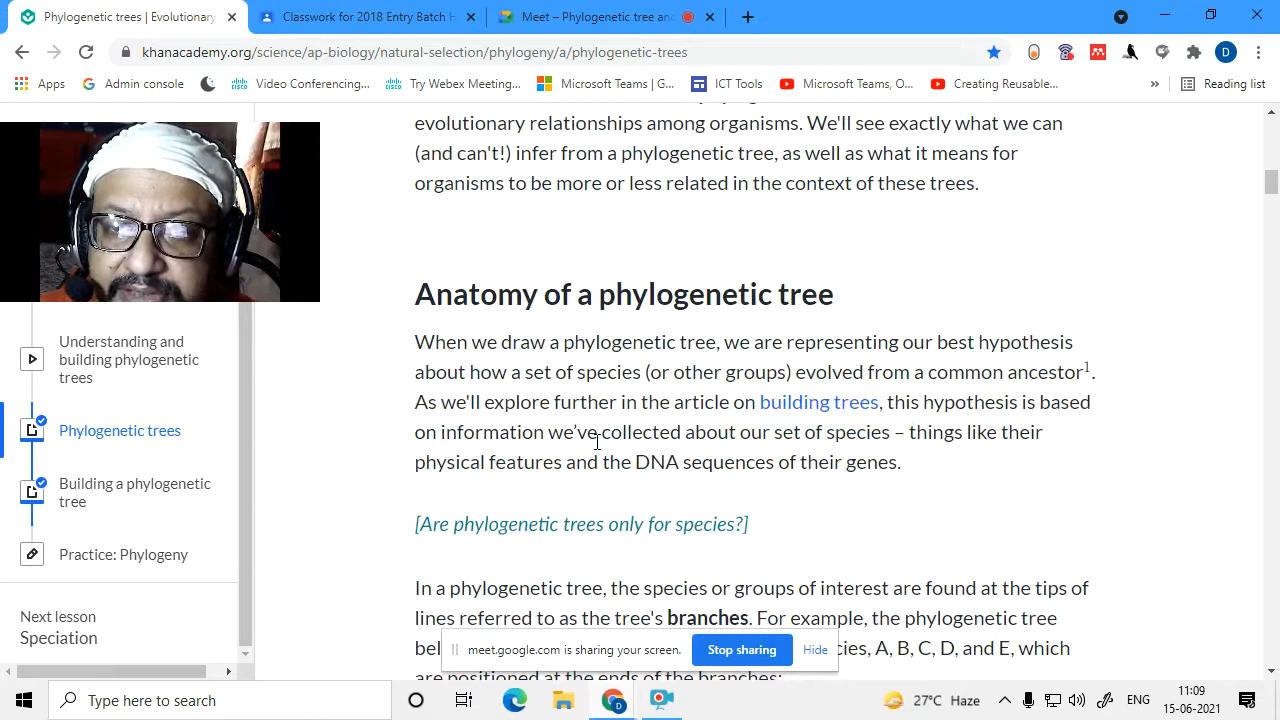 Phylogenetic trees | Evolutionary
Classwork for 2018 Entry Batch H
Meet – Phylogenetic tree and
khanacademy.org/science/ap-biology/natural-selection/phylogeny/a/phylogenetic-trees
D
Apps
Admin console
Video Conferencing...
Try Webex Meeting...
Microsoft Teams | G...
ICT Tools
Microsoft Teams, O...
Creating Reusable...
»
Reading list
evolutionary relationships among organisms. We'll see exactly what we can
(and can't!) infer from a phylogenetic tree, as well as what it means for
organisms to be more or less related in the context of these trees.
Anatomy of a phylogenetic tree
When we draw a phylogenetic tree, we are representing our best hypothesis
about how a set of species (or other groups) evolved from a common ancestor1.
As we'll explore further in the article on building trees, this hypothesis is based
on information we've collected about our set of species – things like their
physical features and the DNA sequences of their genes.
[Are phylogenetic trees only for species?]
In a phylogenetic tree, the species or groups of interest are found at the tips of
lines referred to as the tree's branches. For example, the phylogenetic tree
A, B, C, D, and E, which
are positioned at the ends of the branches:
Understanding and
building phylogenetic
trees
Phylogenetic trees
Building a phylogenetic
tree
Practice: Phylogeny
Next lesson
Speciation
meet.google.com is sharing your screen.
Stop sharing
Hide
Type here to search
27°C Haze
ENG
11:09
15-06-2021